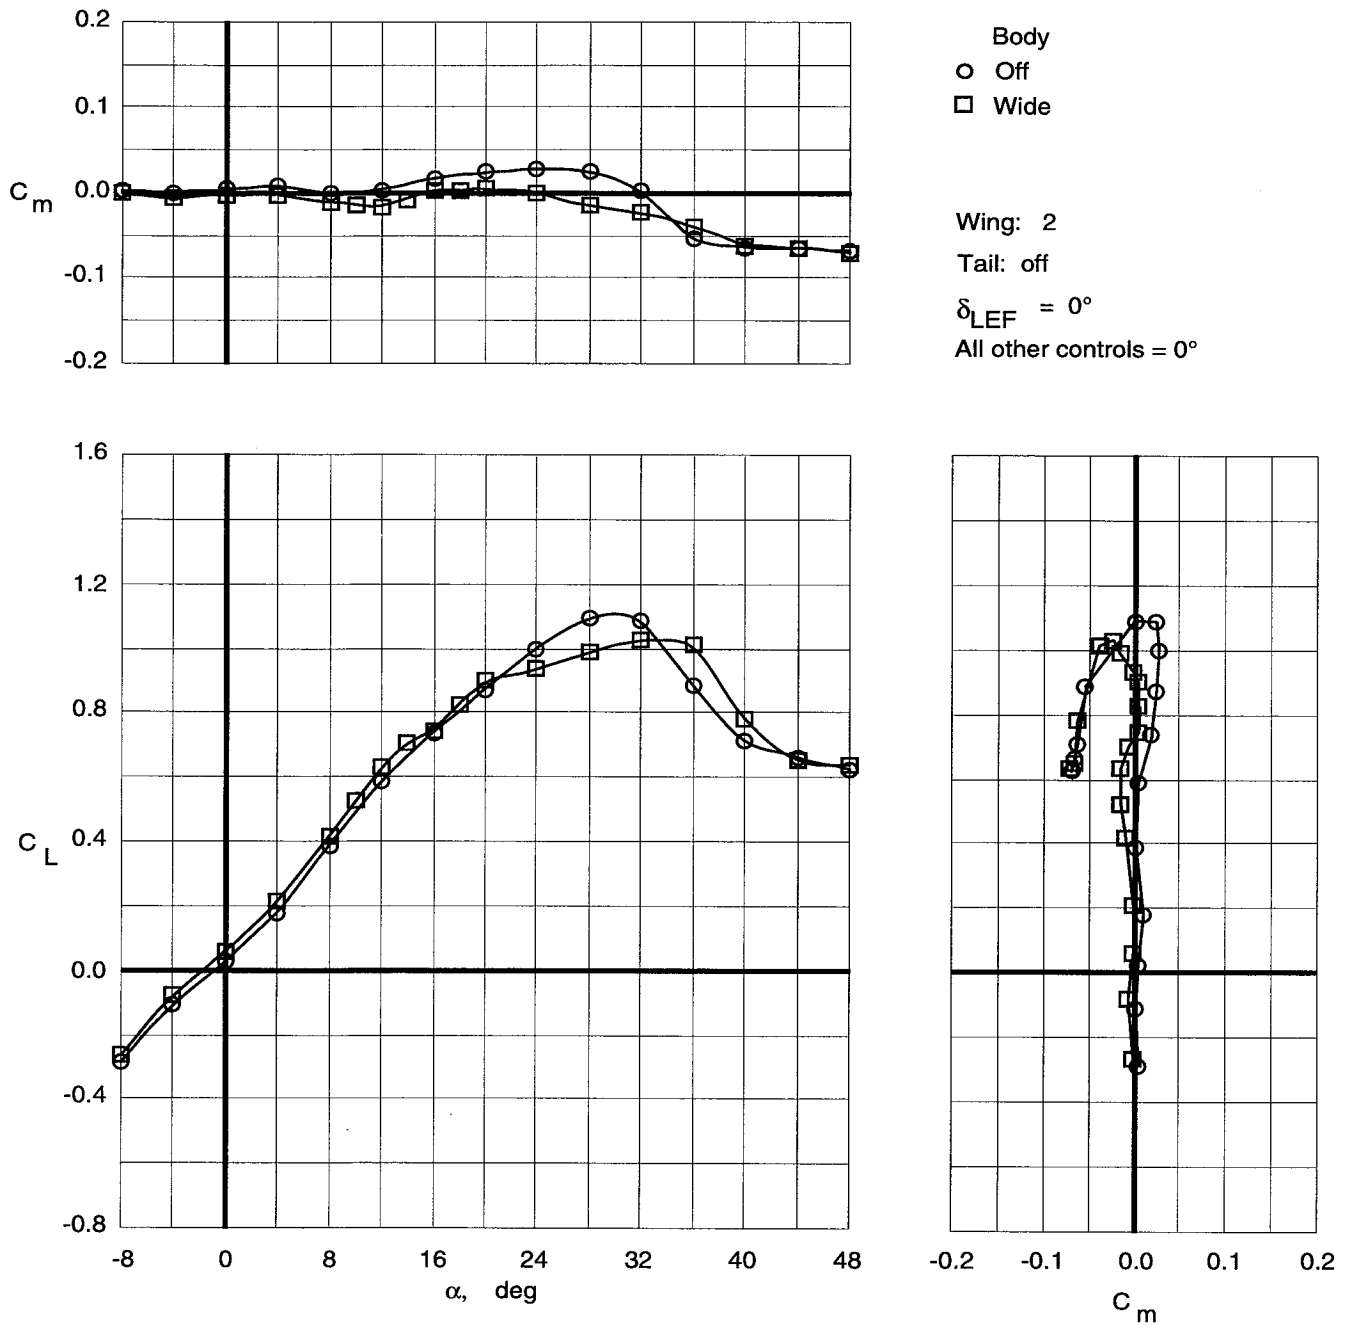 0.2
0.1
0.0
-0.1
-0.2
C m
Body
Off
Wide
Wing: 2
Tail: off
δLEF = 0°
All other controls = 0°
1.6
1.2
0.8
0.4
0.0
-0.4
-0.8
C L
-8 0 8 16 24 32 40 48
α, deg
-0.2 -0.1 0.0 0.1 0.2
C m